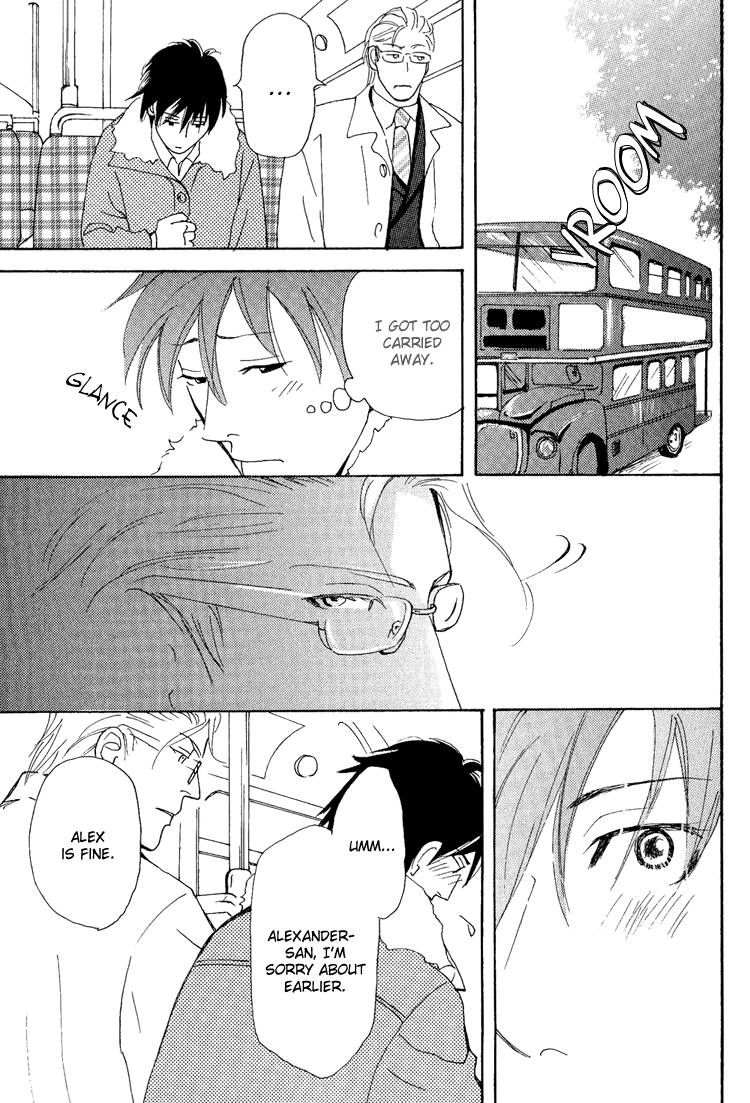 VROOM
...
I GOT TOO
CARRIED
AWAY.
GLANCE
UMM...
ALEXANDER-
SAN, I'M
SORRY ABOUT
EARLIER.
ALEX
IS FINE.